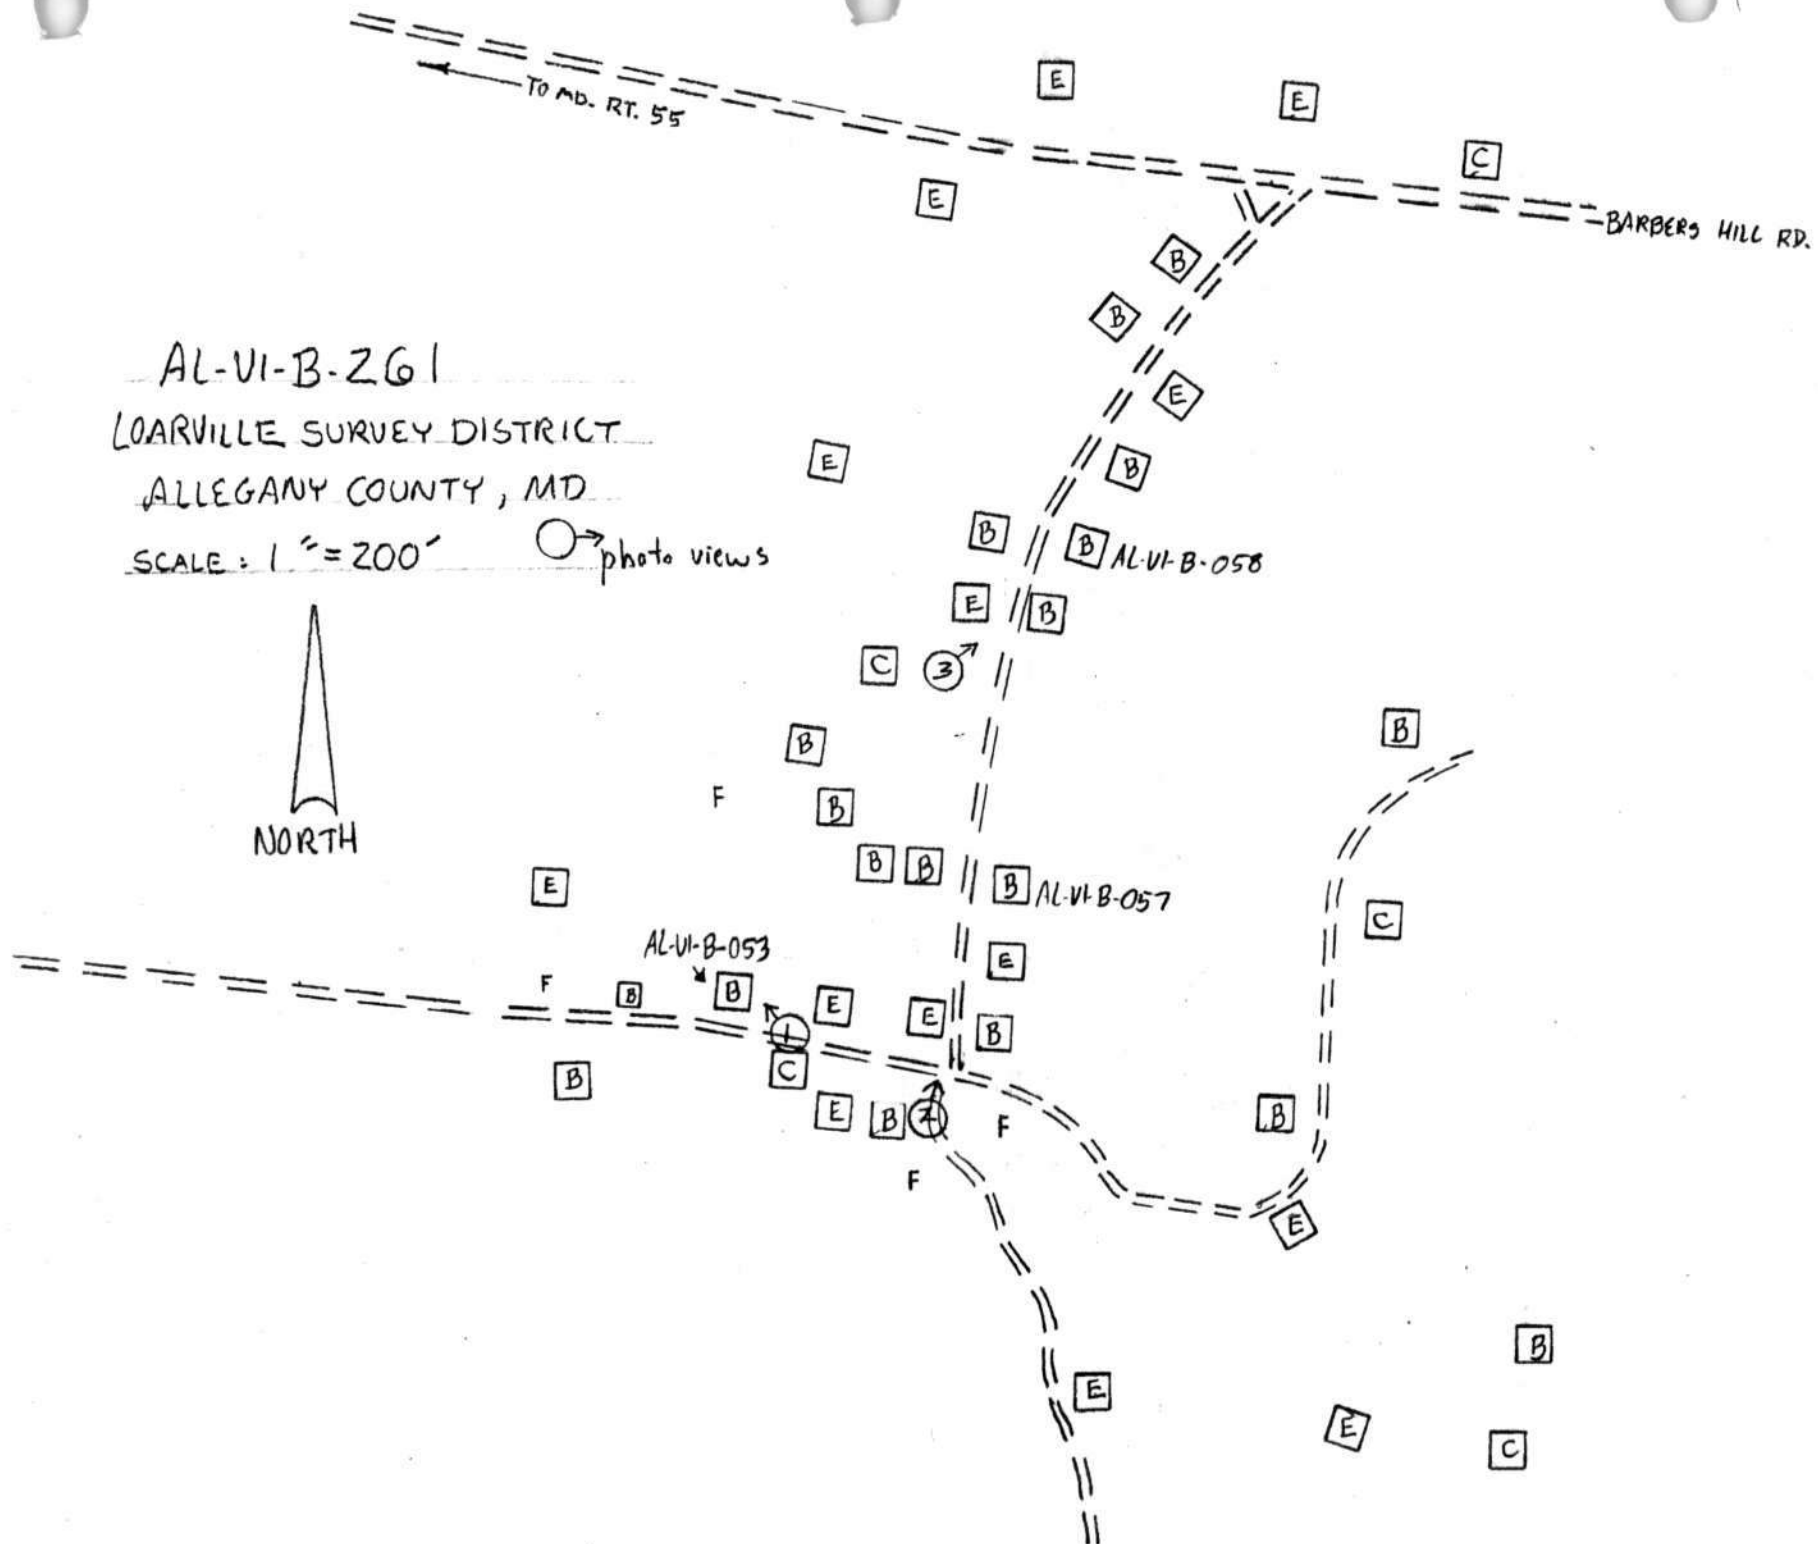 E
E
TO MD. RT. 55
C
E
BARBERS HILL RD.
B
B
AL-VI-B-261
LOARVILLE SURVEY DISTRICT
ALLEGANY COUNTY, MD
SCALE: 1"=200'
photo views
NORTH
E
E
B
B
B AL-VI-B-058
E B
C 3
B
B
F
B
B B
B AL-VI-B-057
E
C
AL-VI-B-053
E
F
B
B
E
E
B
1
B
C
E
B
2
F
B
F
E
B
E
E
C